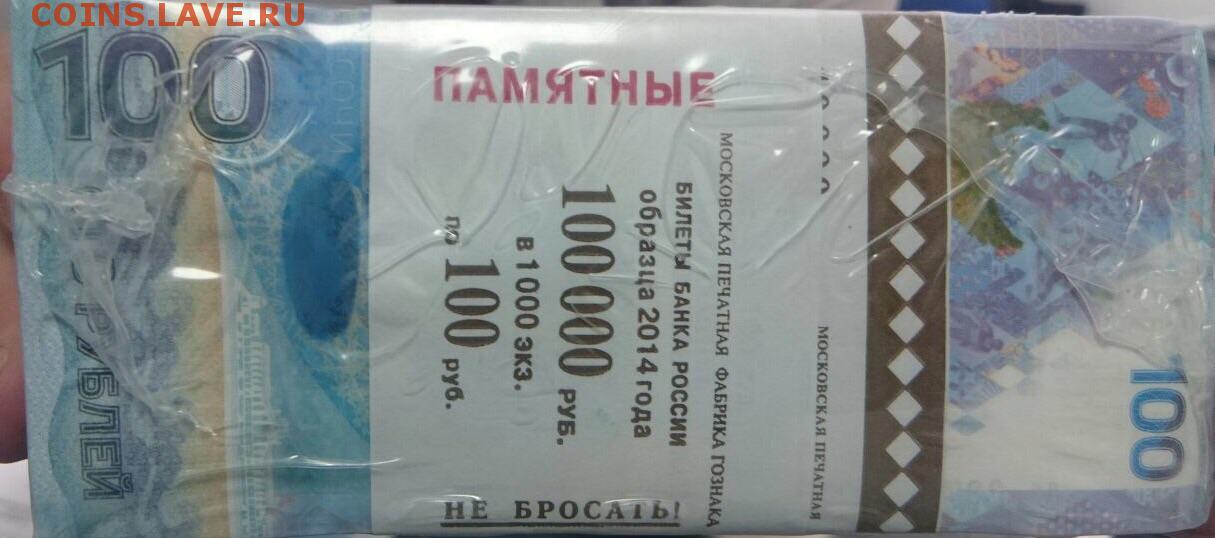 COINS.LAVE.RU
100
РУБЛЕЙ
СОЧИ
ПАМЯТНЫЕ
МОСКОВСКАЯ ПЕЧАТНАЯ ФАБРИКА ГОЗНАКА
БИЛЕТЫ БАНКА РОССИИ
образца 2014 года
100 000 РУБ.
в 1000 экз.
по 100 руб.
НЕ БРОСАТЬ!
МОСКОВСКАЯ ПЕЧАТНАЯ
100